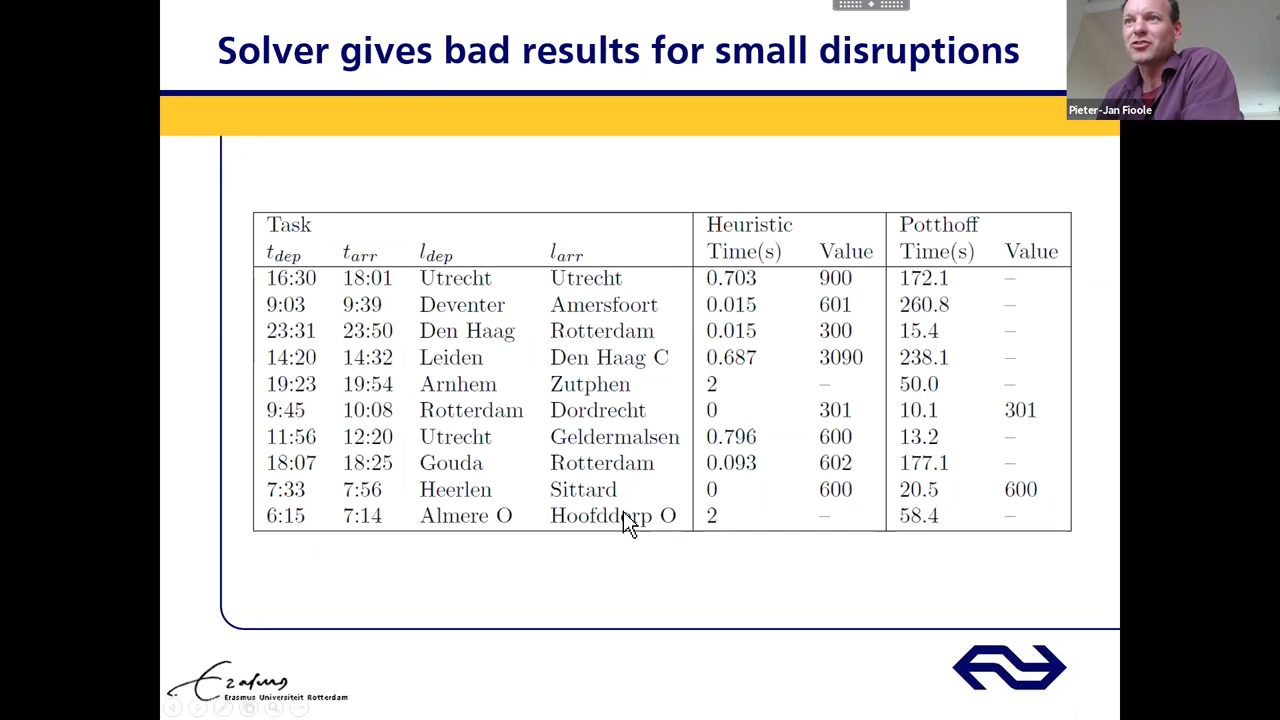 Solver gives bad results for small disruptions
Pieter-Jan Fioole
Task Heuristic Potthoff
t_dep t_arr l_dep l_arr Time(s) Value Time(s) Value
16:30 18:01 Utrecht Utrecht 0.703 900 172.1 –
9:03 9:39 Deventer Amersfoort 0.015 601 260.8 –
23:31 23:50 Den Haag Rotterdam 0.015 300 15.4 –
14:20 14:32 Leiden Den Haag C 0.687 3090 238.1 –
19:23 19:54 Arnhem Zutphen 2 – 50.0 –
9:45 10:08 Rotterdam Dordrecht 0 301 10.1 301
11:56 12:20 Utrecht Geldermalsen 0.796 600 13.2 –
18:07 18:25 Gouda Rotterdam 0.093 602 177.1 –
7:33 7:56 Heerlen Sittard 0 600 20.5 600
6:15 7:14 Almere O Hoofddorp O 2 – 58.4 –
Erasmus
Erasmus Universiteit Rotterdam